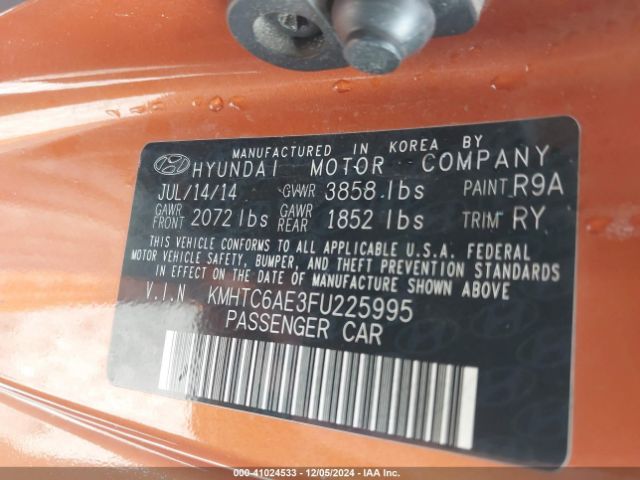 MANUFACTURED IN KOREA BY
HYUNDAI MOTOR COMPANY
JUL/14/14 GVWR 3858 lbs PAINT R9A
GAWR FRONT 2072 lbs GAWR REAR 1852 lbs TRIM RY
THIS VEHICLE CONFORMS TO ALL APPLICABLE U.S.A. FEDERAL
MOTOR VEHICLE SAFETY, BUMPER, AND THEFT PREVENTION STANDARDS
IN EFFECT ON THE DATE OF MANUFACTURE SHOWN ABOVE.
V.I.N KMHTC6AE3FU225995
PASSENGER CAR
000-41024533 - 12/05/2024 - IAA Inc.